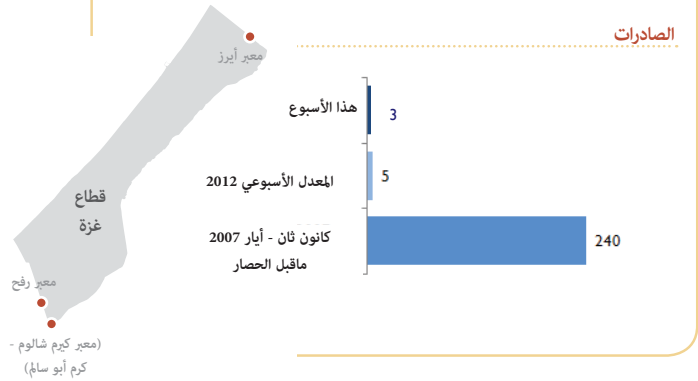 الصادرات
هذا الأسبوع
3
المعدل الأسبوعي 2012
5
كانون ثان - أيار 2007
ماقبل الحصار
240
معبر أيرز
قطاع
غزة
معبر رفح
(معبر كيرم شالوم -
كرم أبو سالم)